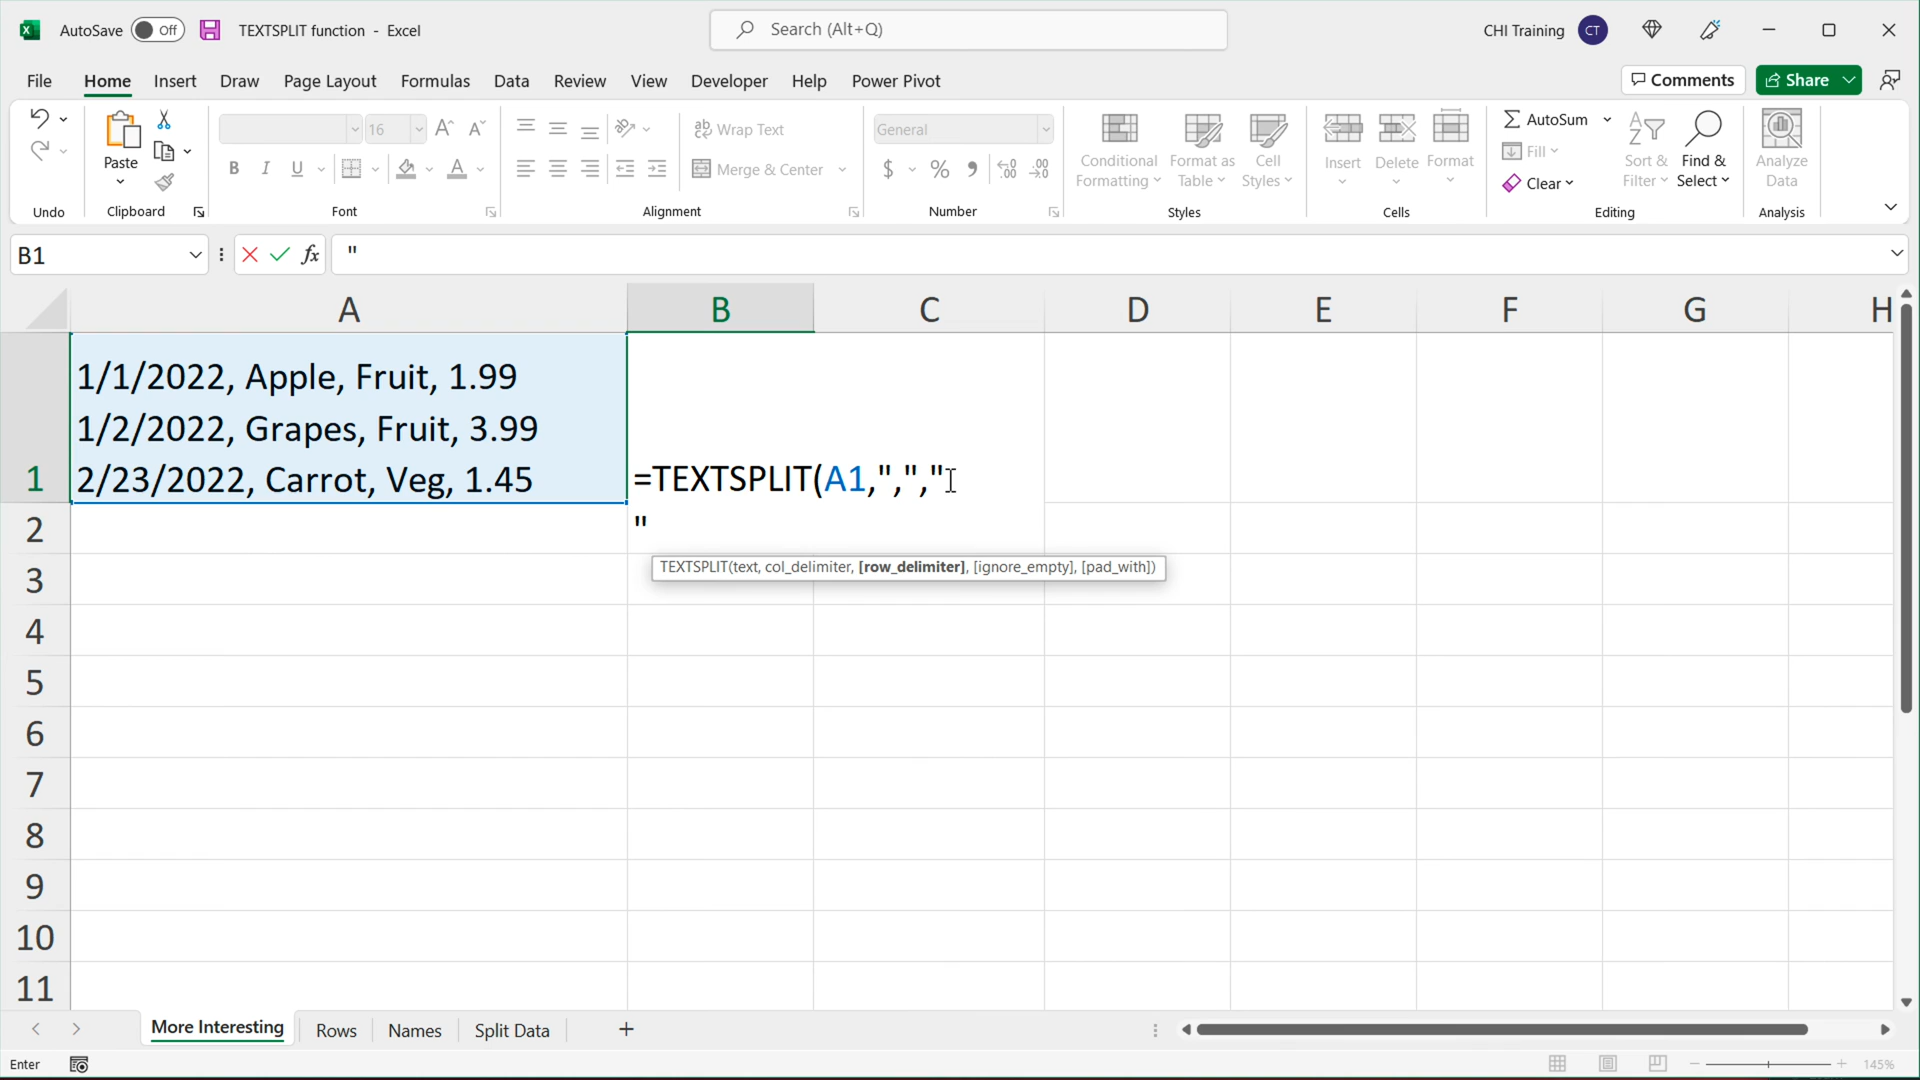 AutoSave Off TEXTSPLIT function - Excel Search (Alt+Q) CHI Training CT
File Home Insert Draw Page Layout Formulas Data Review View Developer Help Power Pivot Comments Share
16 General AutoSum
ab Wrap Text
Paste Conditional Format as Cell Insert Delete Format Fill Sort & Find & Analyze
B I U A Merge & Center $ % Formatting Table Styles Clear Filter Select Data
Undo Clipboard Font Alignment Number Styles Cells Editing Analysis
B1 fx "
A B C D E F G H
1/1/2022, Apple, Fruit, 1.99
1/2/2022, Grapes, Fruit, 3.99
1 2/23/2022, Carrot, Veg, 1.45 =TEXTSPLIT(A1,",","
2 "
TEXTSPLIT(text, col_delimiter, [row_delimiter], [ignore_empty], [pad_with])
3
4
5
6
7
8
9
10
11
More Interesting Rows Names Split Data
Enter 145%